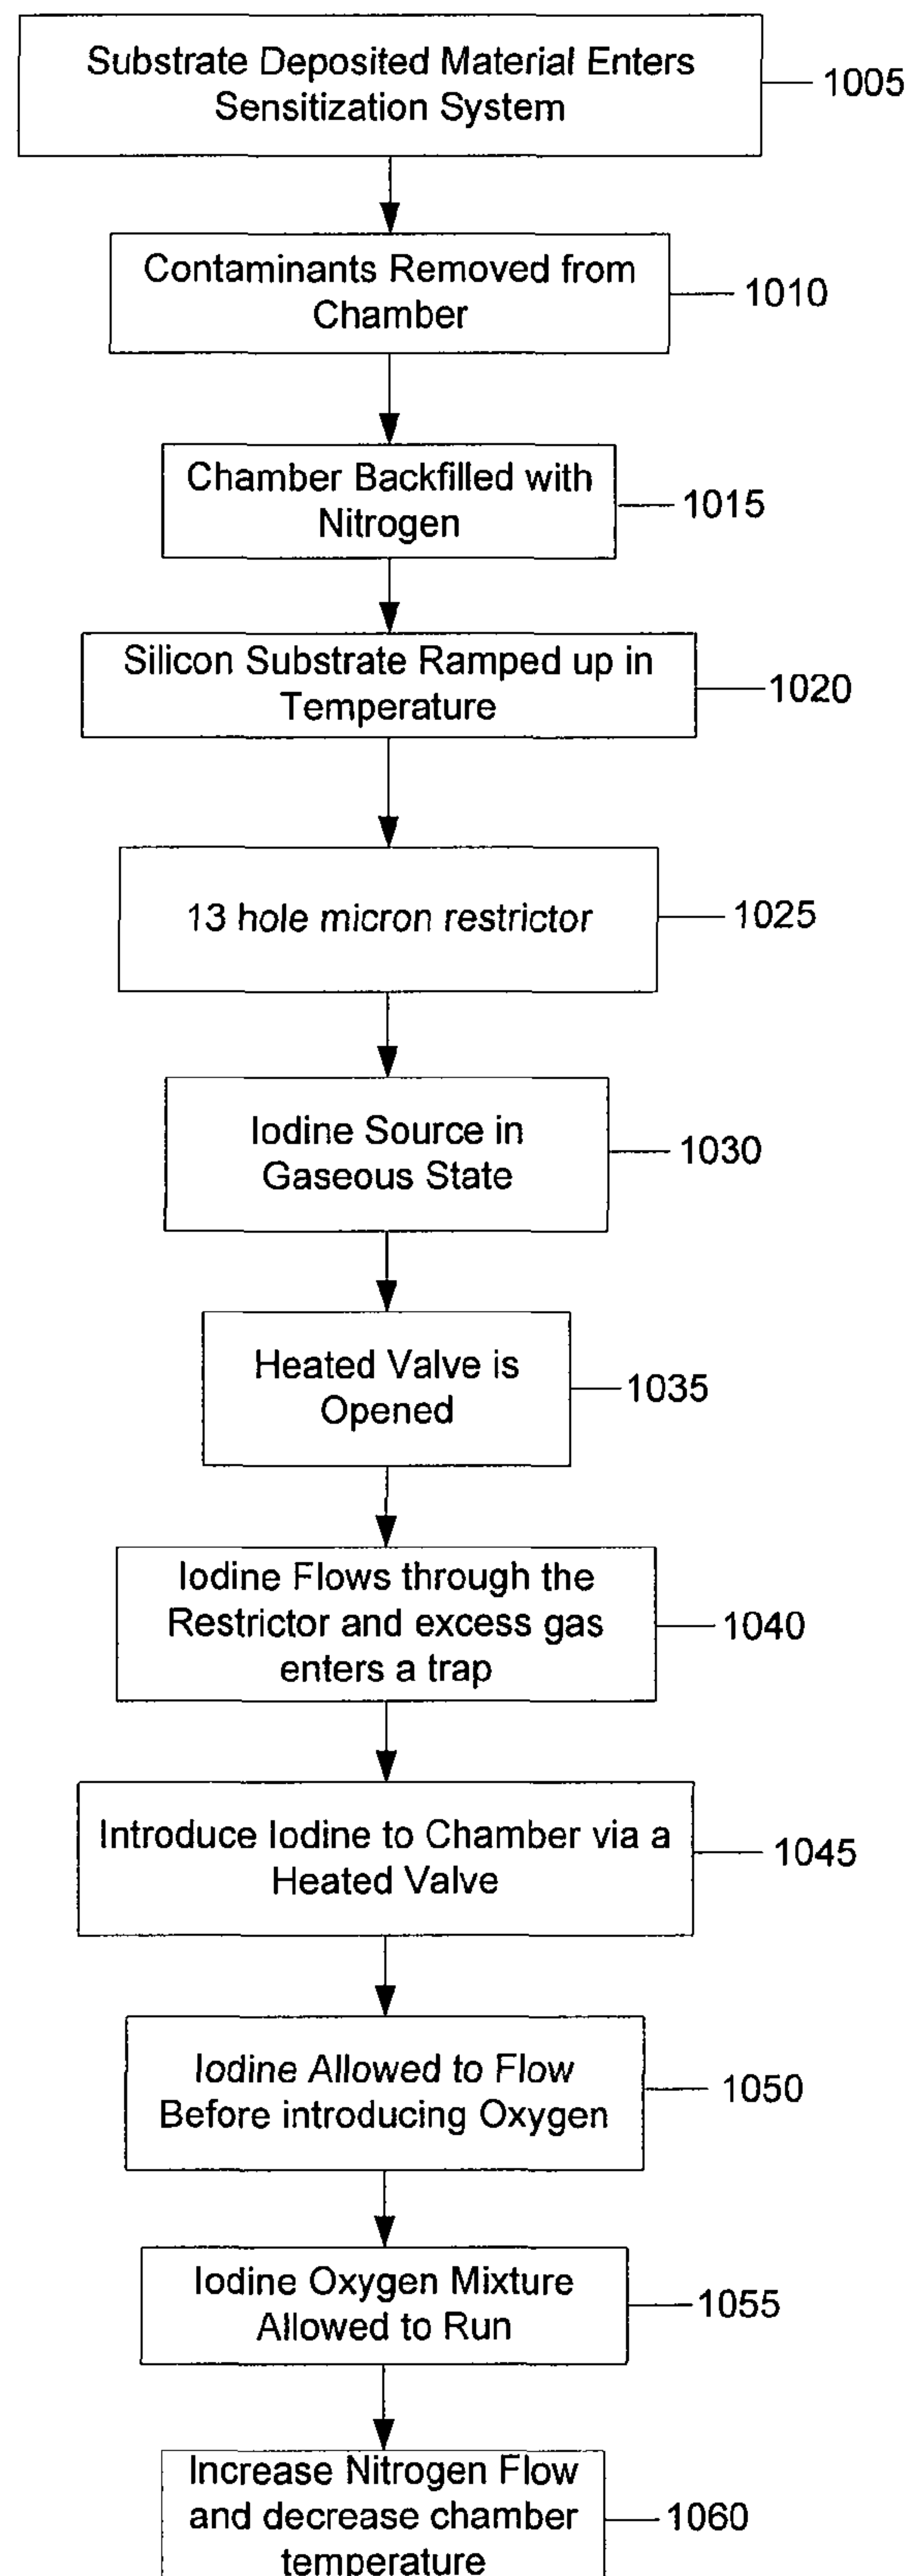 Substrate Deposited Material Enters
Sensitization System
1005
Contaminants Removed from
Chamber
1010
Chamber Backfilled with
Nitrogen
1015
Silicon Substrate Ramped up in
Temperature
1020
13 hole micron restrictor
1025
Iodine Source in
Gaseous State
1030
Heated Valve is
Opened
1035
Iodine Flows through the
Restrictor and excess gas
enters a trap
1040
Introduce Iodine to Chamber via a
Heated Valve
1045
Iodine Allowed to Flow
Before introducing Oxygen
1050
Iodine Oxygen Mixture
Allowed to Run
1055
Increase Nitrogen Flow
and decrease chamber
temperature
1060